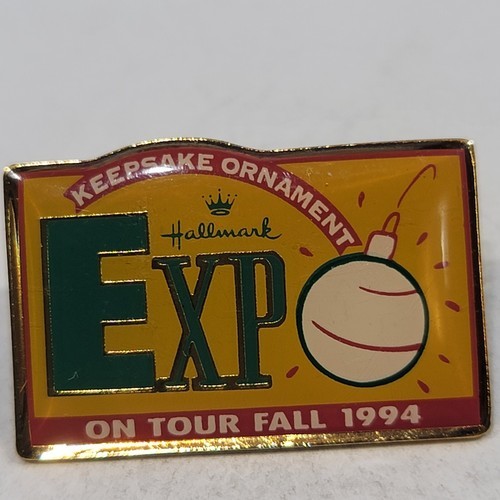 KEEPSAKE ORNAMENT
Hallmark
EXPO
ON TOUR FALL 1994